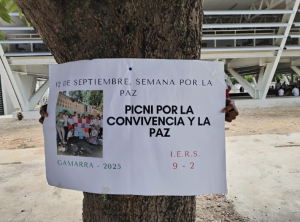 12 DE SEPTIEMBRE. SEMANA POR LA
PAZ
PICNI POR LA
CONVIVENCIA Y LA
PAZ
GAMARRA - 2025
I.E.R.S
9 - 2